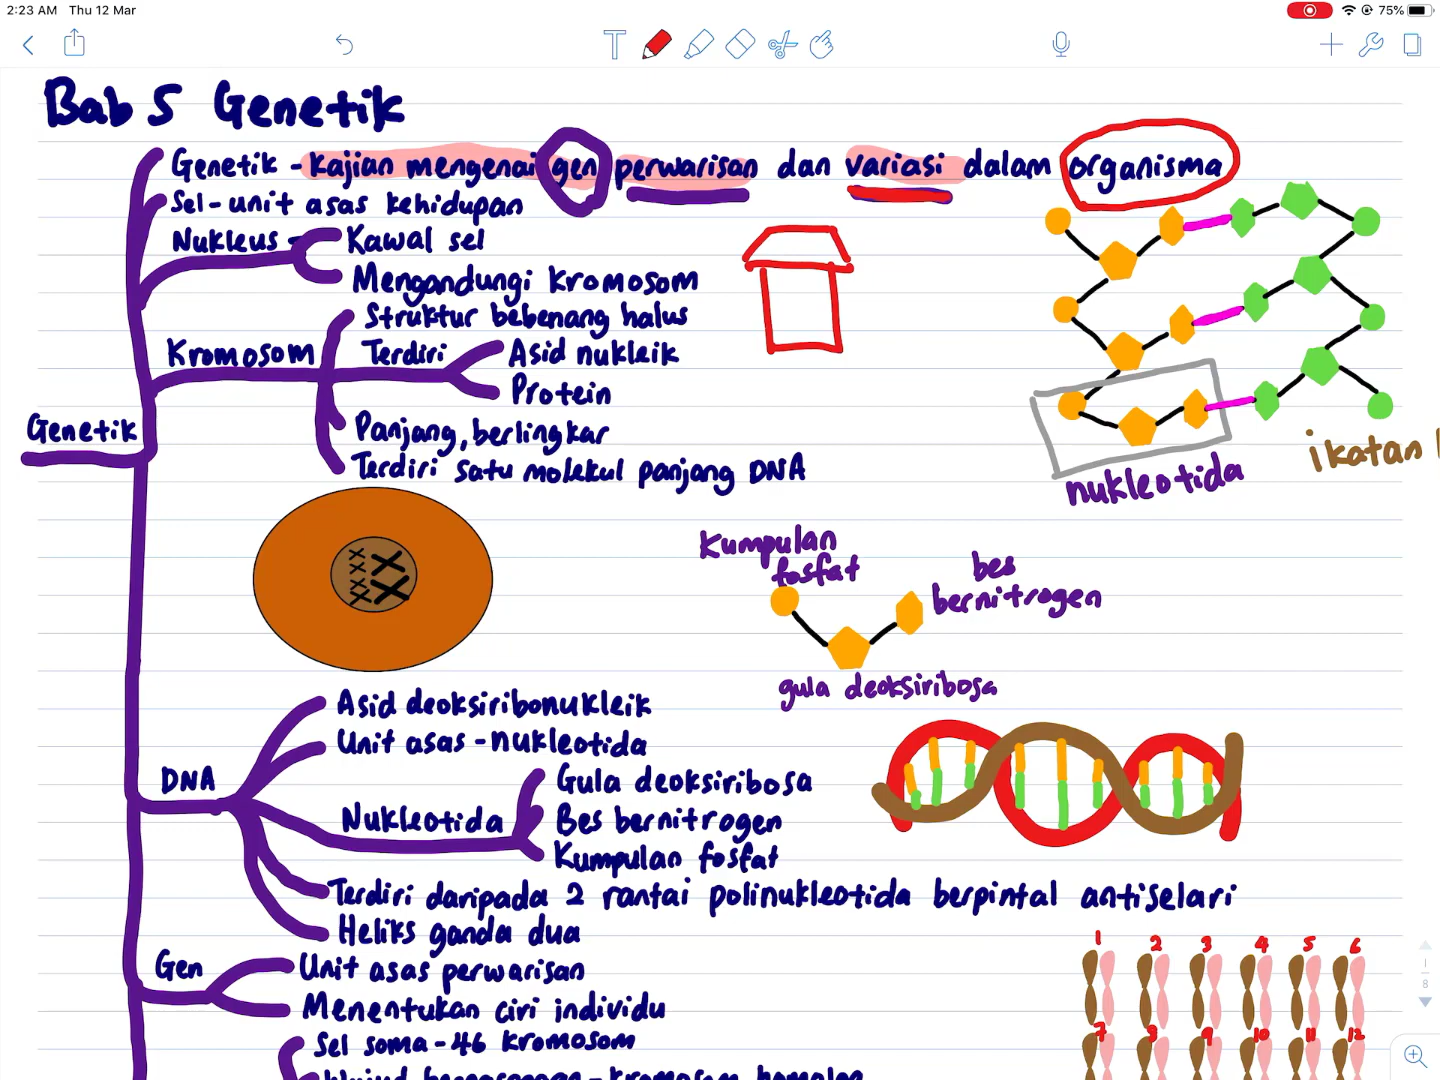 2:23 AM Thu 12 Mar
75%
Bab 5 Genetik
Genetik - Kajian mengenai gen perwarisan dan variasi dalam organisma
Sel - unit asas kehidupan
Nukleus - Kawal sel
Mengandungi kromosom
Struktur bebenang halus
Kromosom Terdiri Asid nukleik
Protein
Panjang, berlingkar
Terdiri satu molekul panjang DNA
Genetik
ikatan
nukleotida
Kumpulan
fosfat
bes
bernitrogen
gula deoksiribosa
Asid deoksiribonukleik
Unit asas - nukleotida
DNA
Gula deoksiribosa
Nukleotida Bes bernitrogen
Kumpulan fosfat
Terdiri daripada 2 rantai polinukleotida berpintal antiselari
Heliks ganda dua
Gen Unit asas perwarisan
Menentukan ciri individu
Sel soma - 46 kromosom
1 2 3 4 5 6
7 8 9 10 11 12
1
8